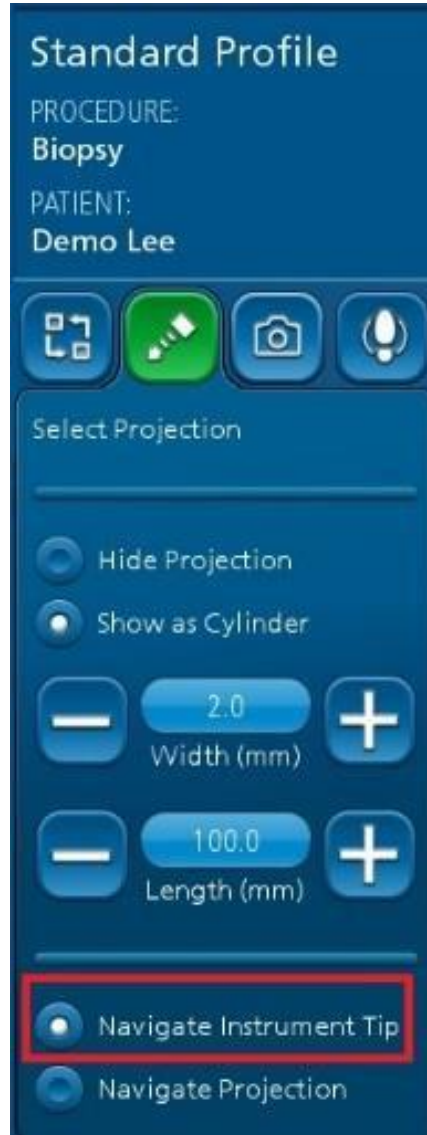 Standard Profile
PROCEDURE:
Biopsy
PATIENT:
Demo Lee
Select Projection
Hide Projection
Show as Cylinder
2.0
Width (mm)
100.0
Length (mm)
Navigate Instrument Tip
Navigate Projection